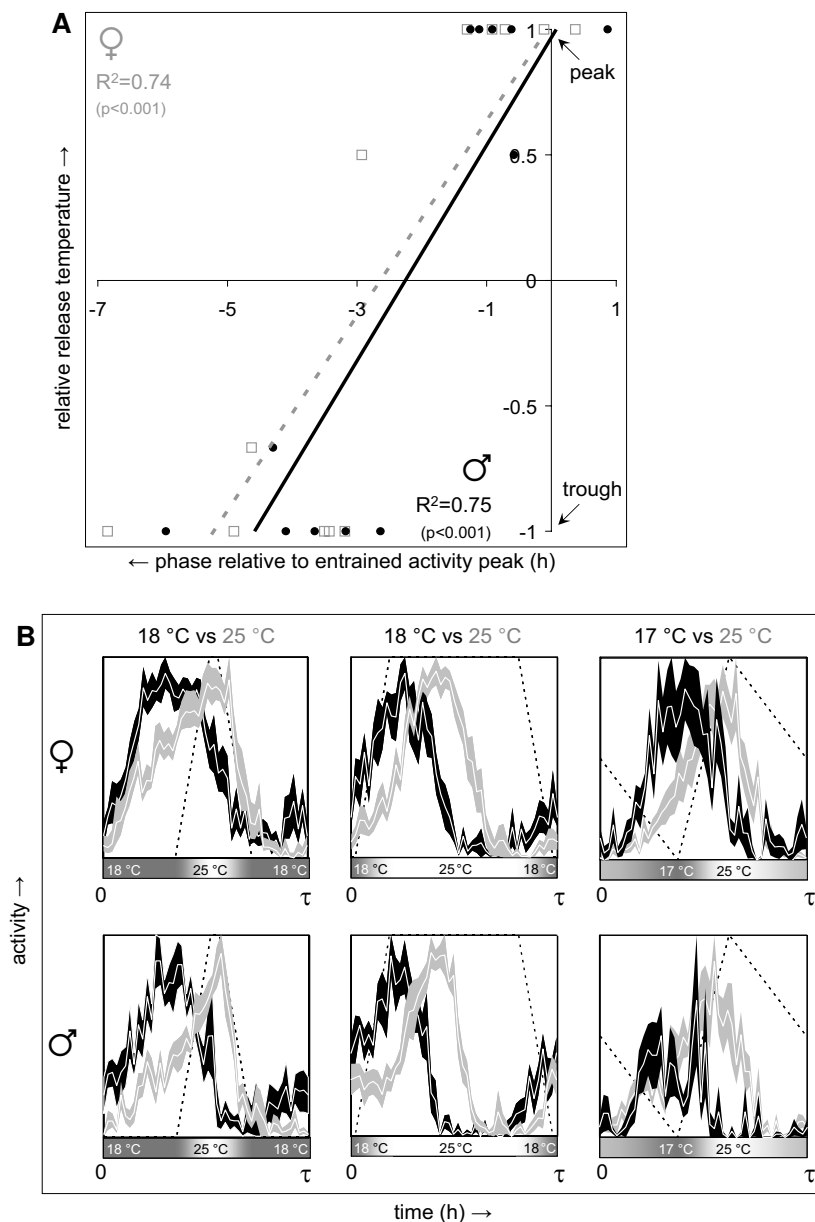 A
♀
R²=0.74
(p<0.001)
1
peak
0.5
0
-7 -5 -3 -1 1
-0.5
♂
R²=0.75
(p<0.001)
trough
-1
relative release temperature →
← phase relative to entrained activity peak (h)
B
18 °C vs 25 °C 18 °C vs 25 °C 17 °C vs 25 °C
♀
18 °C 25 °C 18 °C 18 °C 25 °C 18 °C 17 °C 25 °C
0 τ 0 τ 0 τ
activity →
♂
18 °C 25 °C 18 °C 18 °C 25 °C 18 °C 17 °C 25 °C
0 τ 0 τ 0 τ
time (h) →